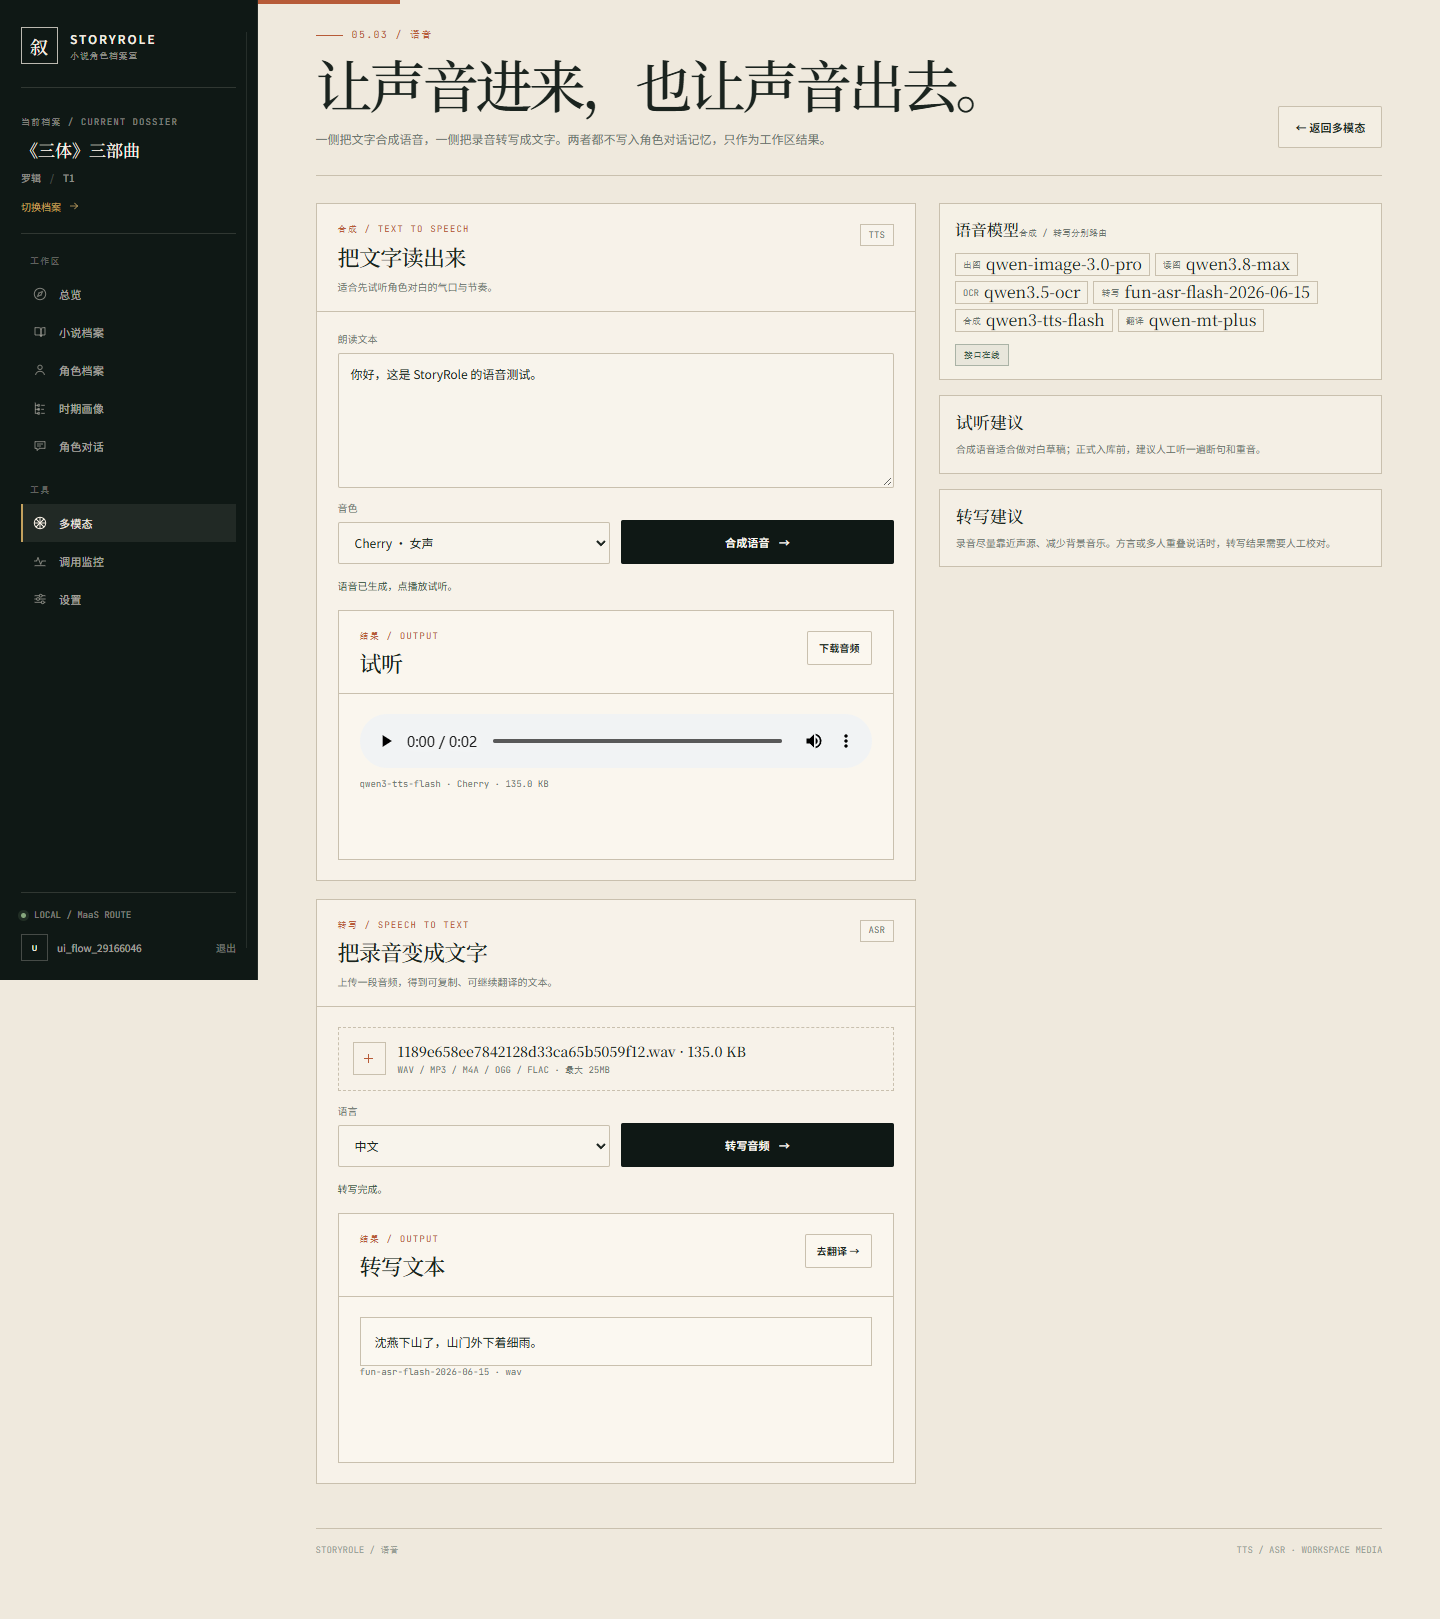 叙
STORYROLE
小说角色档案室
当前档案 / CURRENT DOSSIER
《三体》三部曲
罗辑 / T1
切换档案 →
工作区
总览
小说档案
角色档案
时期画像
角色对话
工具
多模态
调用监控
设置
LOCAL / MaaS ROUTE
U ui_flow_29166046 退出
05.03 / 语音
让声音进来，也让声音出去。
一侧把文字合成语音，一侧把录音转写成文字。两者都不写入角色对话记忆，只作为工作区结果。
← 返回多模态
合成 / TEXT TO SPEECH
TTS
把文字读出来
适合先试听角色对白的气口与节奏。
朗读文本
你好，这是 StoryRole 的语音测试。
音色
Cherry · 女声
合成语音 →
语音已生成，点播放试听。
结果 / OUTPUT
试听
下载音频
0:00 / 0:02
qwen3-tts-flash · Cherry · 135.0 KB
转写 / SPEECH TO TEXT
ASR
把录音变成文字
上传一段音频，得到可复制、可继续翻译的文本。
1189e658ee7842128d33ca65b5059f12.wav · 135.0 KB
WAV / MP3 / M4A / OGG / FLAC · 最大 25MB
语言
中文
转写音频 →
转写完成。
结果 / OUTPUT
转写文本
去翻译 →
沈燕下山了，山门外下着细雨。
fun-asr-flash-2026-06-15 · wav
语音模型 合成 / 转写分别路由
出图 qwen-image-3.0-pro 读图 qwen3.8-max
OCR qwen3.5-ocr 转写 fun-asr-flash-2026-06-15
合成 qwen3-tts-flash 翻译 qwen-mt-plus
接口在线
试听建议
合成语音适合做对白草稿；正式入库前，建议人工听一遍断句和重音。
转写建议
录音尽量靠近声源、减少背景音乐。方言或多人重叠说话时，转写结果需要人工校对。
STORYROLE / 语音
TTS / ASR · WORKSPACE MEDIA